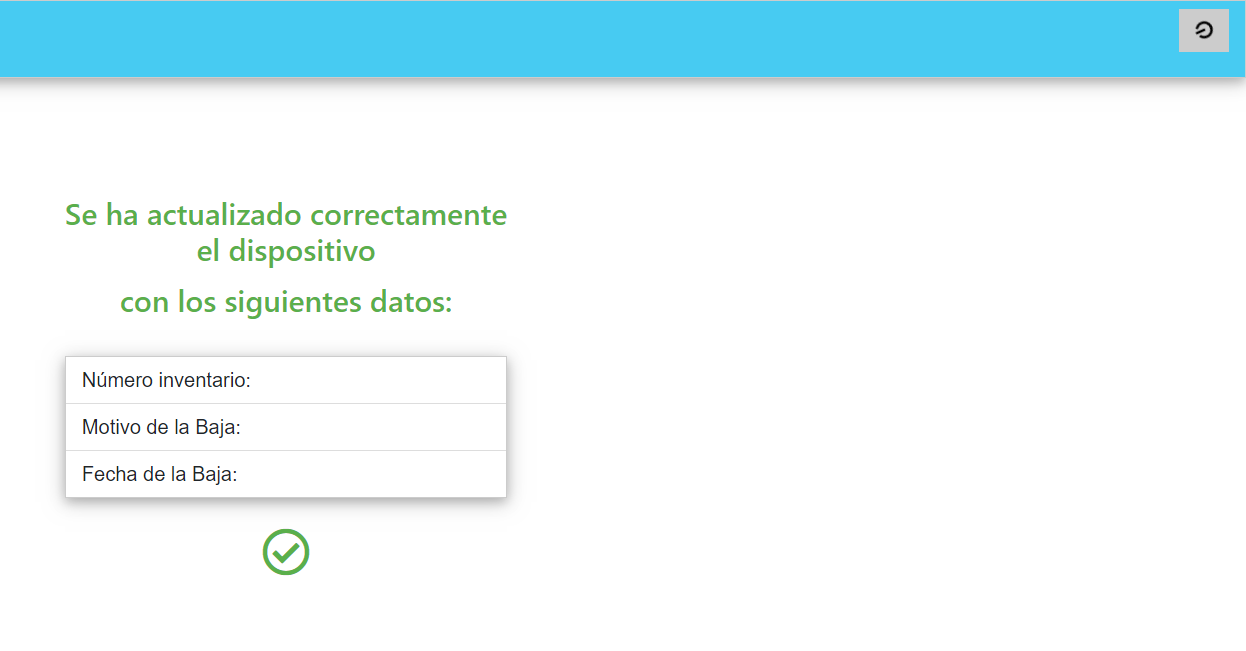 Se ha actualizado correctamente
el dispositivo
con los siguientes datos:
Número inventario:
Motivo de la Baja:
Fecha de la Baja: